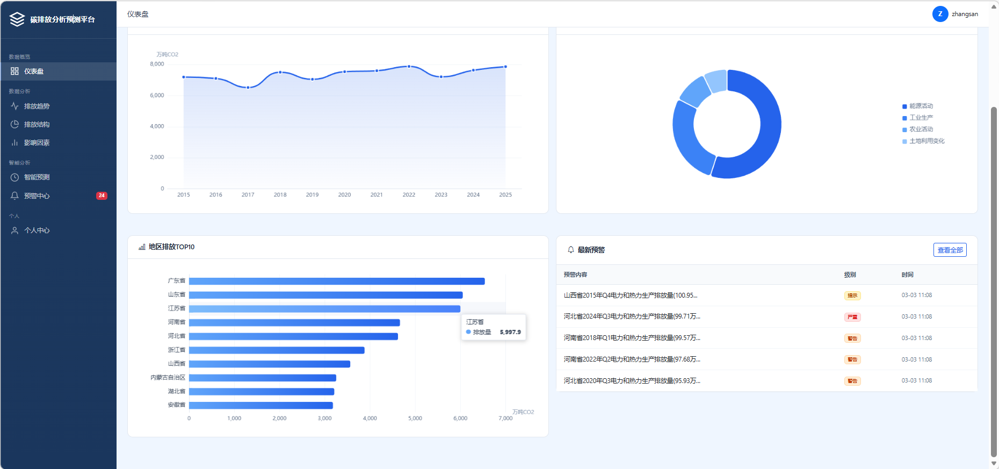 碳排放分析预测平台
数据概览
仪表盘
数据分析
排放趋势
排放结构
影响因素
智能分析
智能预测
预警中心
24
个人
个人中心
仪表盘
Z
zhangsan
万吨CO2
8,000
6,000
4,000
2,000
0
2015 2016 2017 2018 2019 2020 2021 2022 2023 2024 2025
能源活动
工业生产
农业活动
土地利用变化
地区排放TOP10
广东省
山东省
江苏省
河南省
河北省
浙江省
山西省
内蒙古自治区
湖北省
安徽省
0 1,000 2,000 3,000 4,000 5,000 6,000 7,000
万吨CO2
江苏省
排放量 5,997.9
最新预警
查看全部
预警内容 级别 时间
山西省2015年Q4电力和热力生产排放量(100.95... 提示 03-03 11:08
河北省2024年Q3电力和热力生产排放量(99.71万... 严重 03-03 11:08
河南省2018年Q1电力和热力生产排放量(99.57万... 警告 03-03 11:08
河南省2022年Q2电力和热力生产排放量(97.68万... 警告 03-03 11:08
河北省2020年Q3电力和热力生产排放量(95.93万... 警告 03-03 11:08